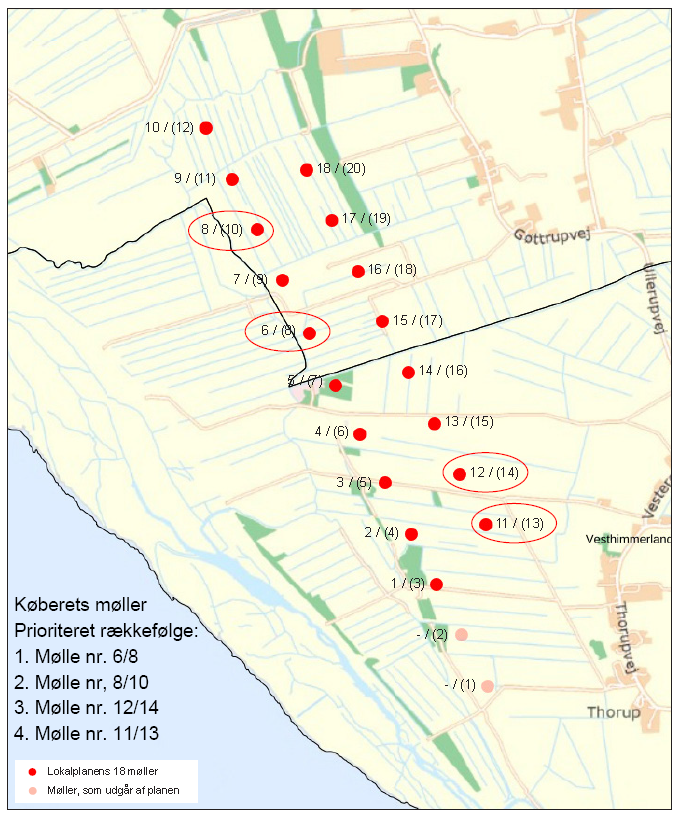 10 / (12)
18 / (20)
9 / (11)
17 / (19)
8 / (10)
Gøttrupvej
16 / (18)
Ullerupvej
7 / (9)
15 / (17)
6 / (8)
14 / (16)
5 / (7)
13 / (15)
4 / (6)
12 / (14)
3 / (5)
Vester
11 / (13)
2 / (4)
Vesthimmerland
1 / (3)
Køberets møller
Prioriteret rækkefølge:
1. Mølle nr. 6/8
2. Mølle nr, 8/10
3. Mølle nr. 12/14
4. Mølle nr. 11/13
- / (2)
Thorupvej
- / (1)
Thorup
Lokalplanens 18 møller
Møller, som udgår af planen